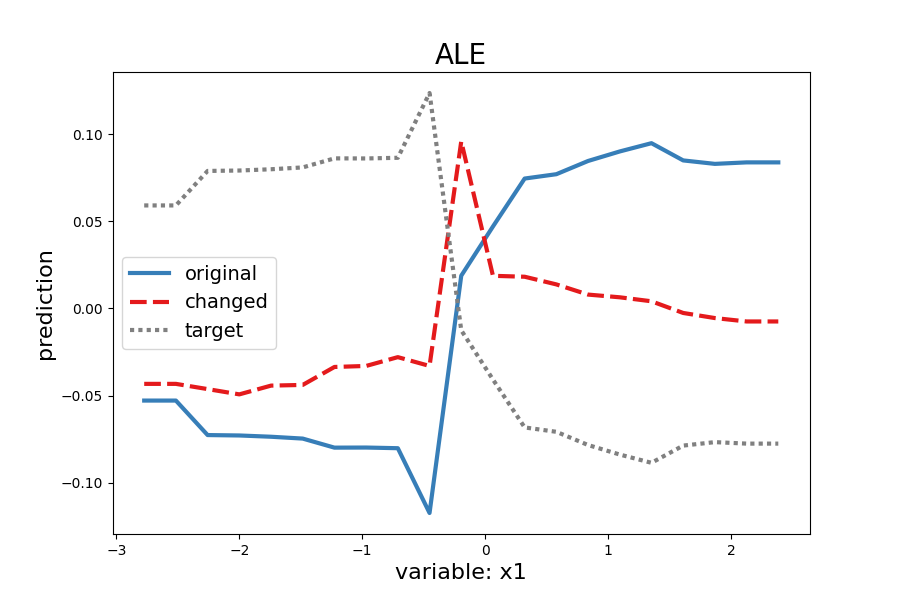 ALE
prediction
0.10
0.05
0.00
−0.05
−0.10
original
changed
target
−3
−2
−1
0
1
2
variable: x1